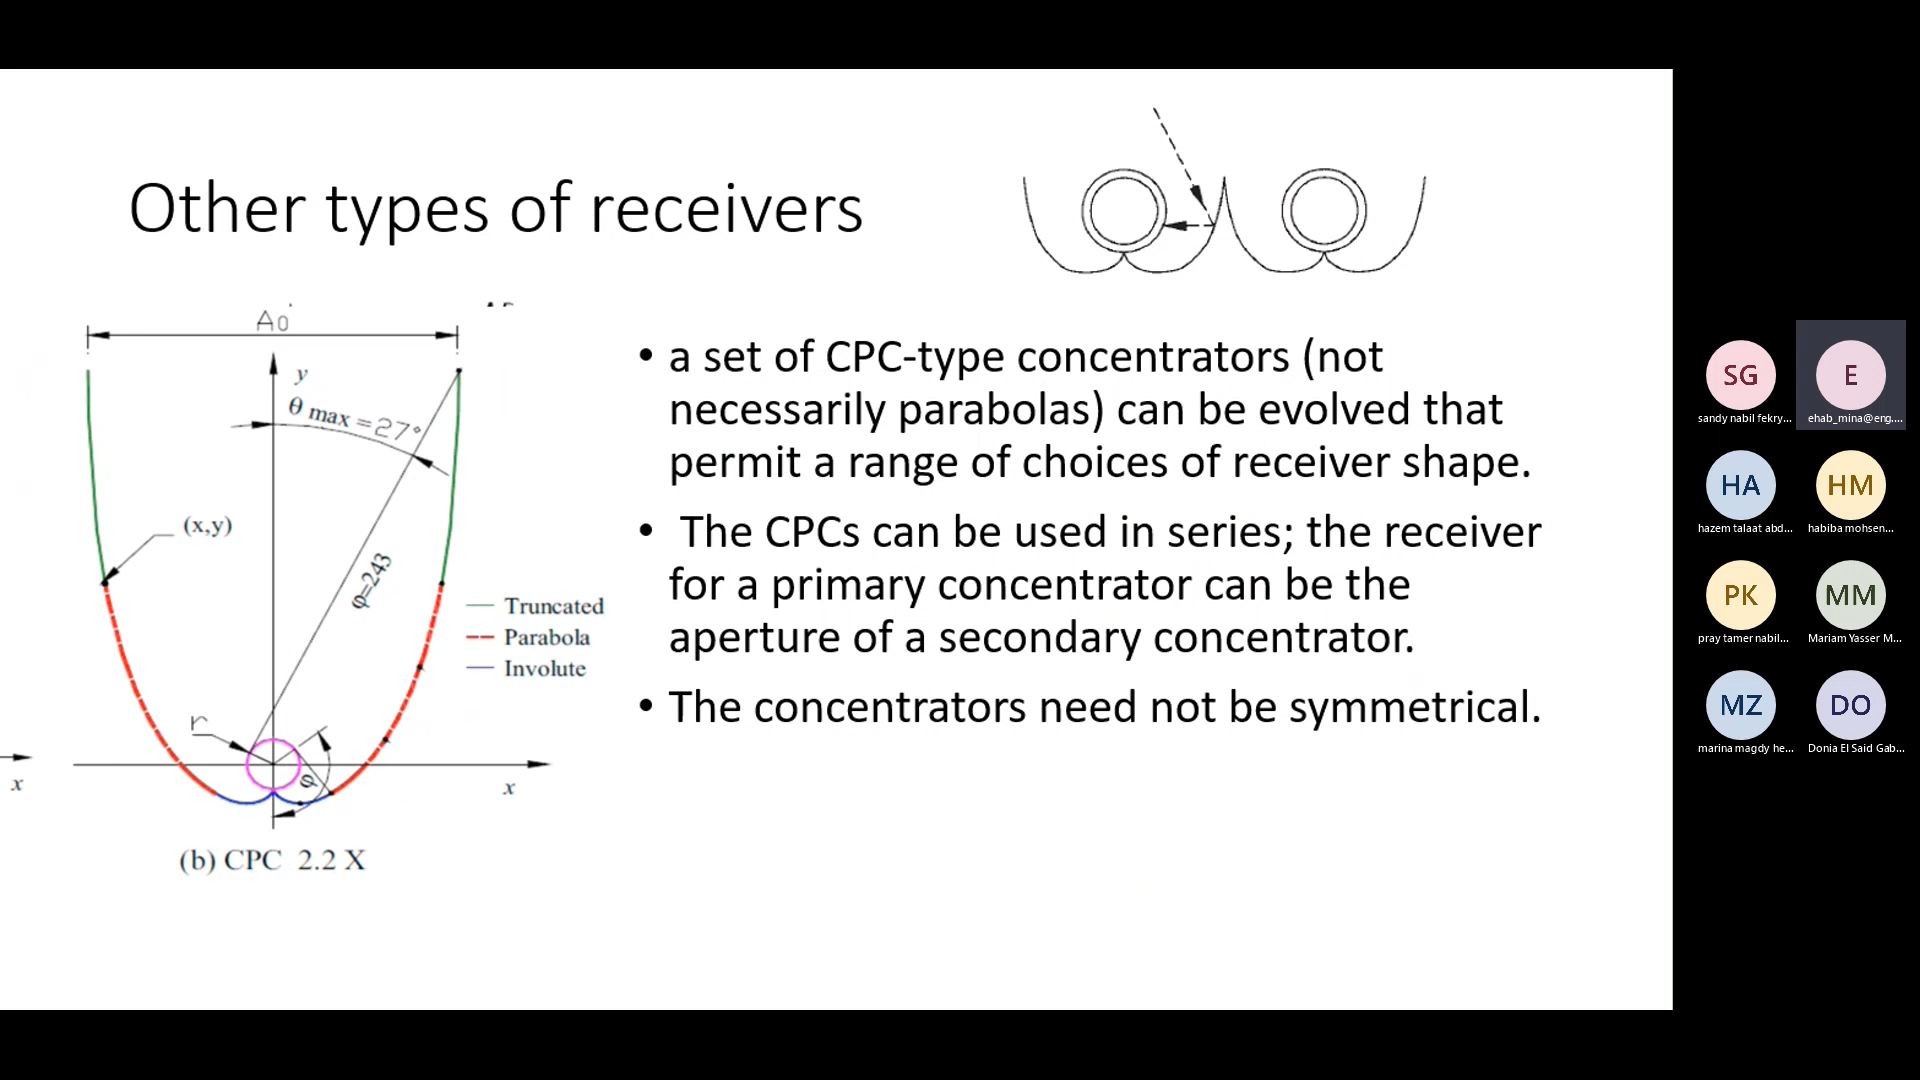 Other types of receivers
A0
y
θ max =27°
(x,y)
φ=243
Truncated
Parabola
Involute
r
φ
x
x
(b) CPC 2.2 X
• a set of CPC-type concentrators (not
necessarily parabolas) can be evolved that
permit a range of choices of receiver shape.
• The CPCs can be used in series; the receiver
for a primary concentrator can be the
aperture of a secondary concentrator.
• The concentrators need not be symmetrical.
SG
sandy nabil fekry...
E
ehab_mina@eng....
HA
hazem talaat abd...
HM
habiba mohsen...
PK
pray tamer nabil...
MM
Mariam Yasser M...
MZ
marina magdy he...
DO
Donia El Said Gab...